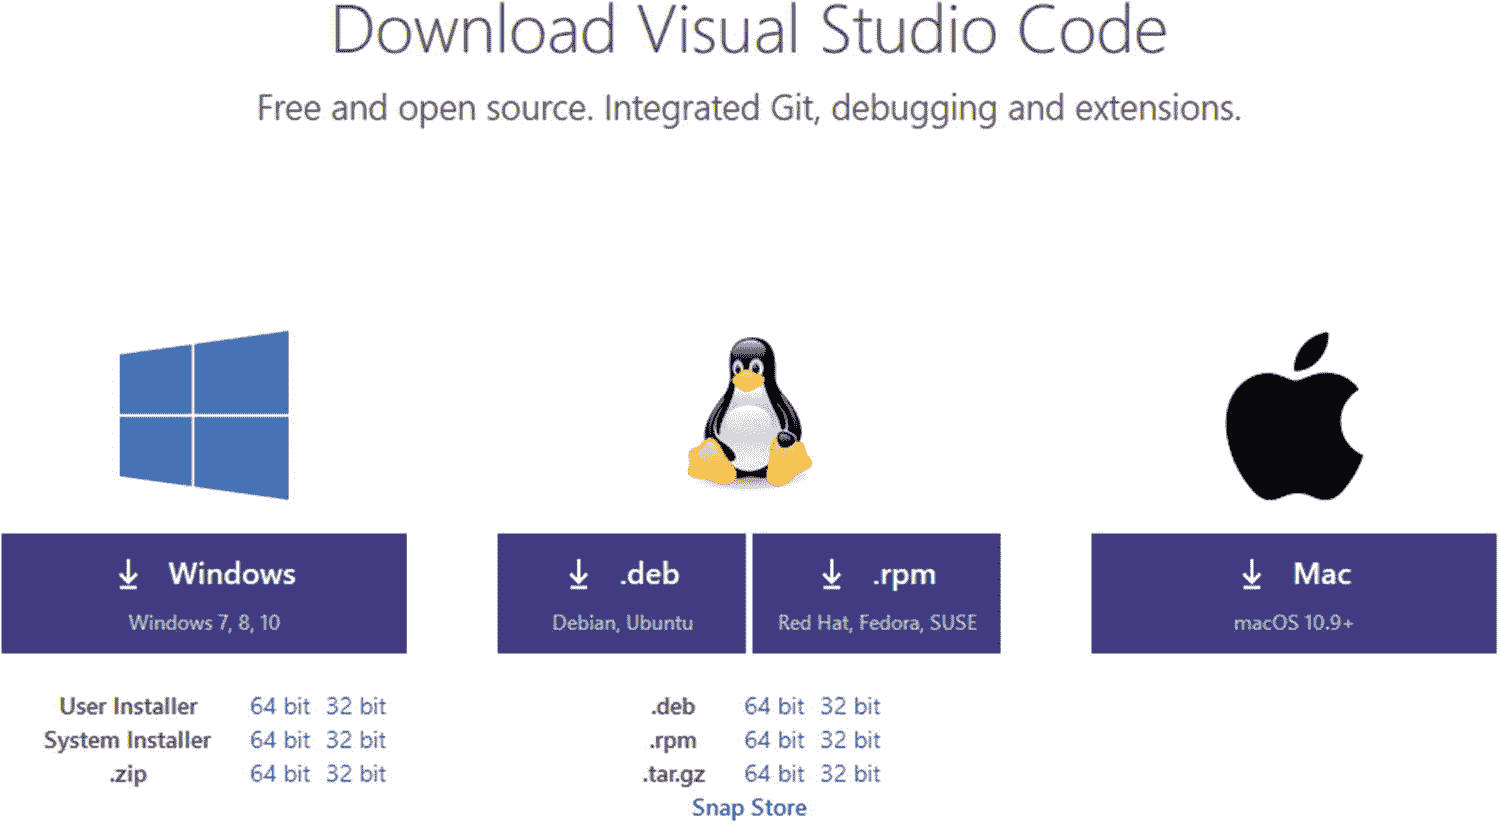 Download Visual Studio Code
Free and open source. Integrated Git, debugging and extensions.
Windows
Windows 7, 8, 10
User Installer 64 bit 32 bit
System Installer 64 bit 32 bit
.zip 64 bit 32 bit
.deb
Debian, Ubuntu
.rpm
Red Hat, Fedora, SUSE
.deb 64 bit 32 bit
.rpm 64 bit 32 bit
.tar.gz 64 bit 32 bit
Snap Store
Mac
macOS 10.9+